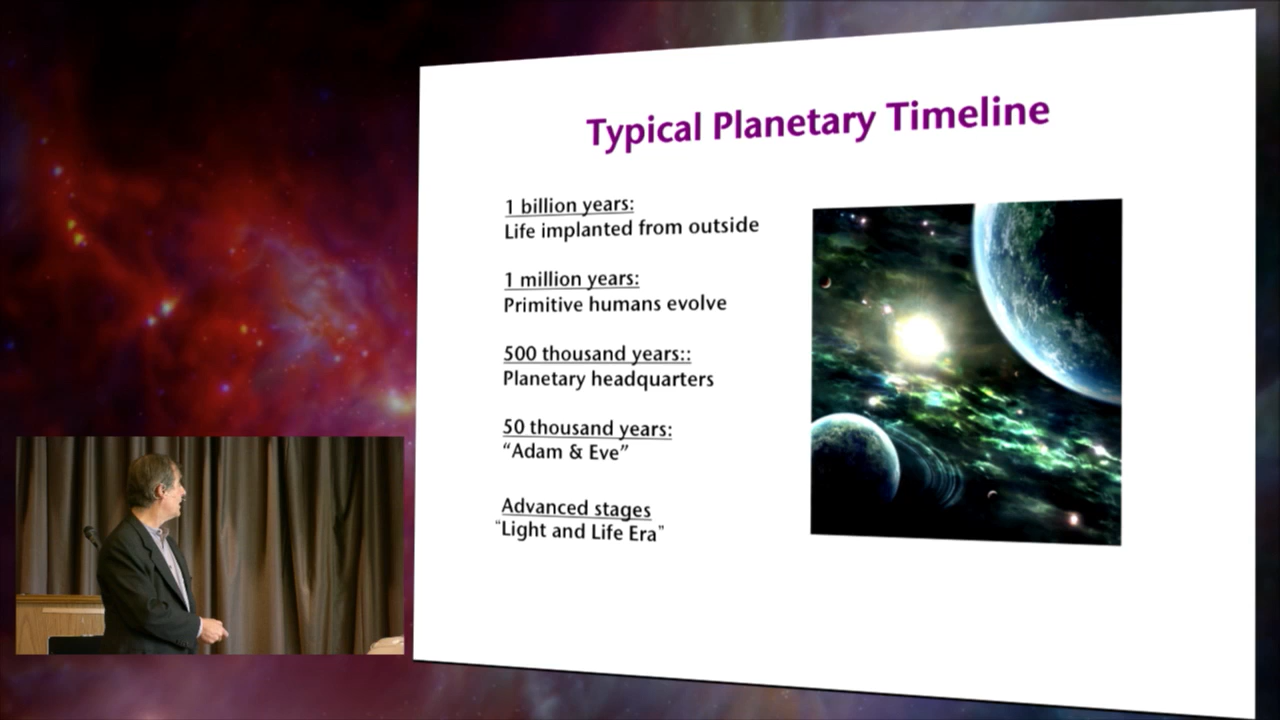 Typical Planetary Timeline
1 billion years:
Life implanted from outside
1 million years:
Primitive humans evolve
500 thousand years::
Planetary headquarters
50 thousand years:
“Adam & Eve”
Advanced stages
“Light and Life Era”